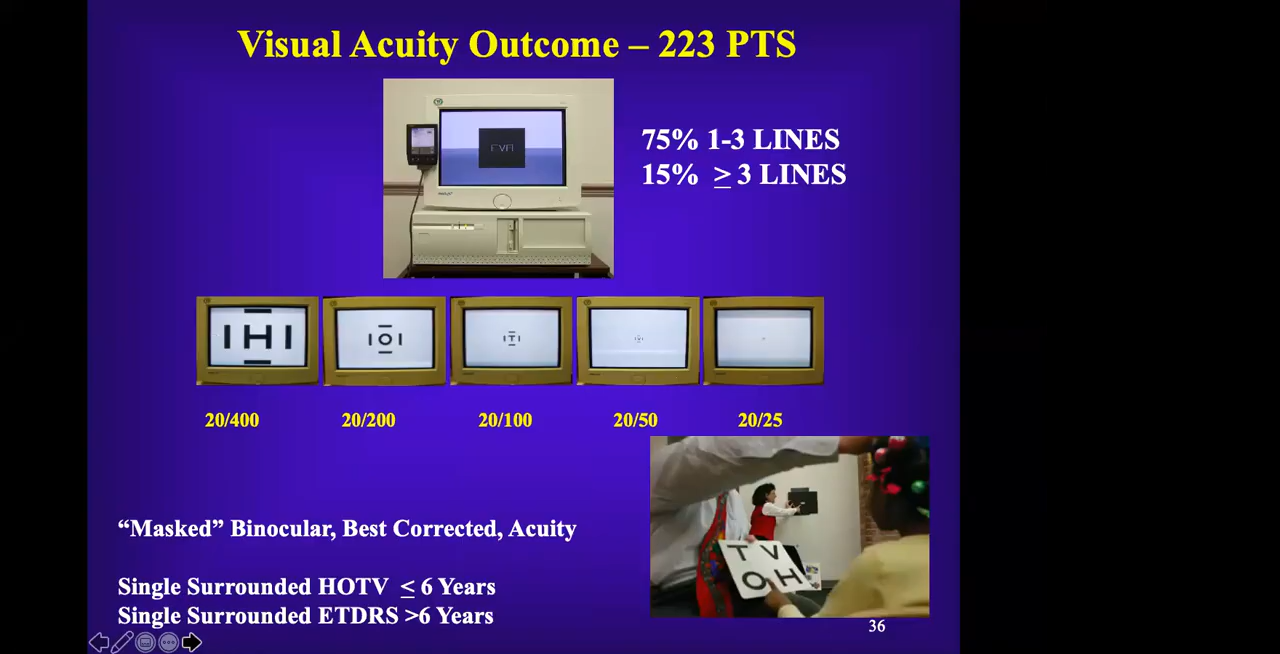 Visual Acuity Outcome – 223 PTS
EVA
75% 1-3 LINES
15% ≥ 3 LINES
H
O
T
V
20/400
20/200
20/100
20/50
20/25
T V
O H
“Masked” Binocular, Best Corrected, Acuity
Single Surrounded HOTV ≤ 6 Years
Single Surrounded ETDRS >6 Years
36